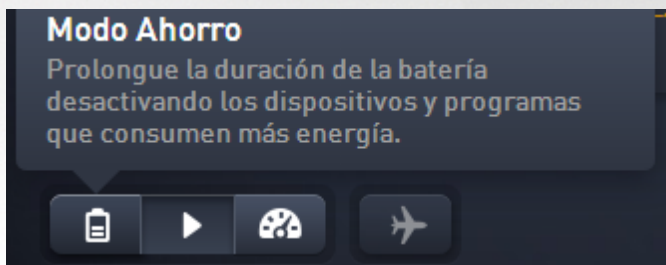 Modo Ahorro
Prolongue la duración de la batería
desactivando los dispositivos y programas
que consumen más energía.